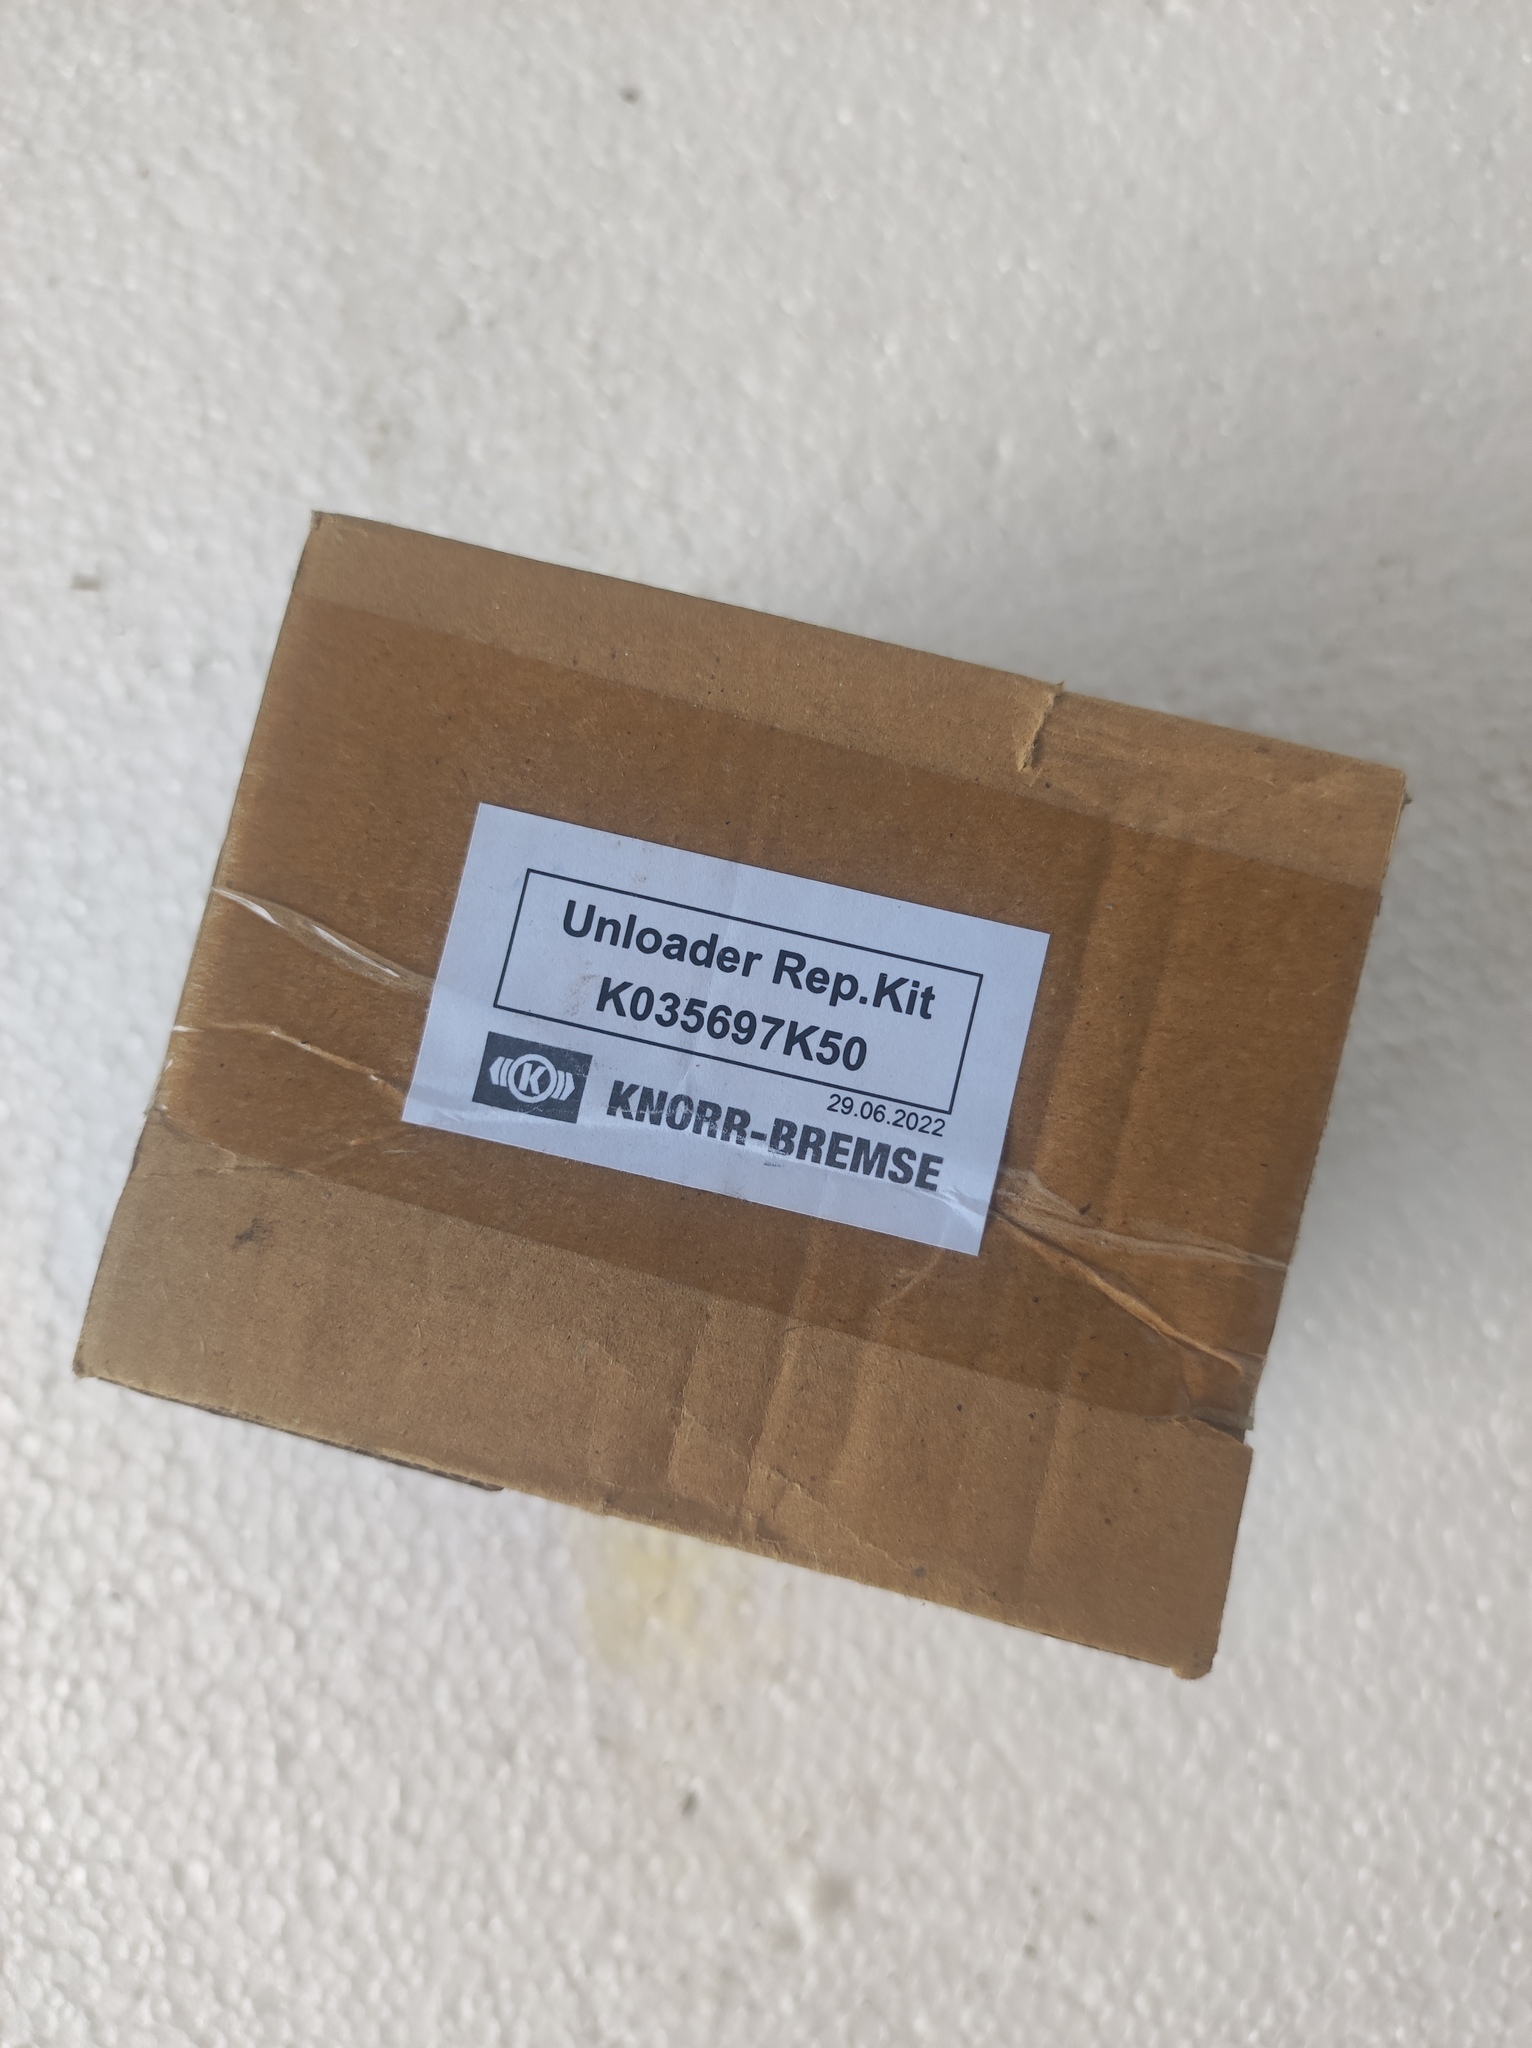 Unloader Rep.Kit
K035697K50
29.06.2022
K
KNORR-BREMSE